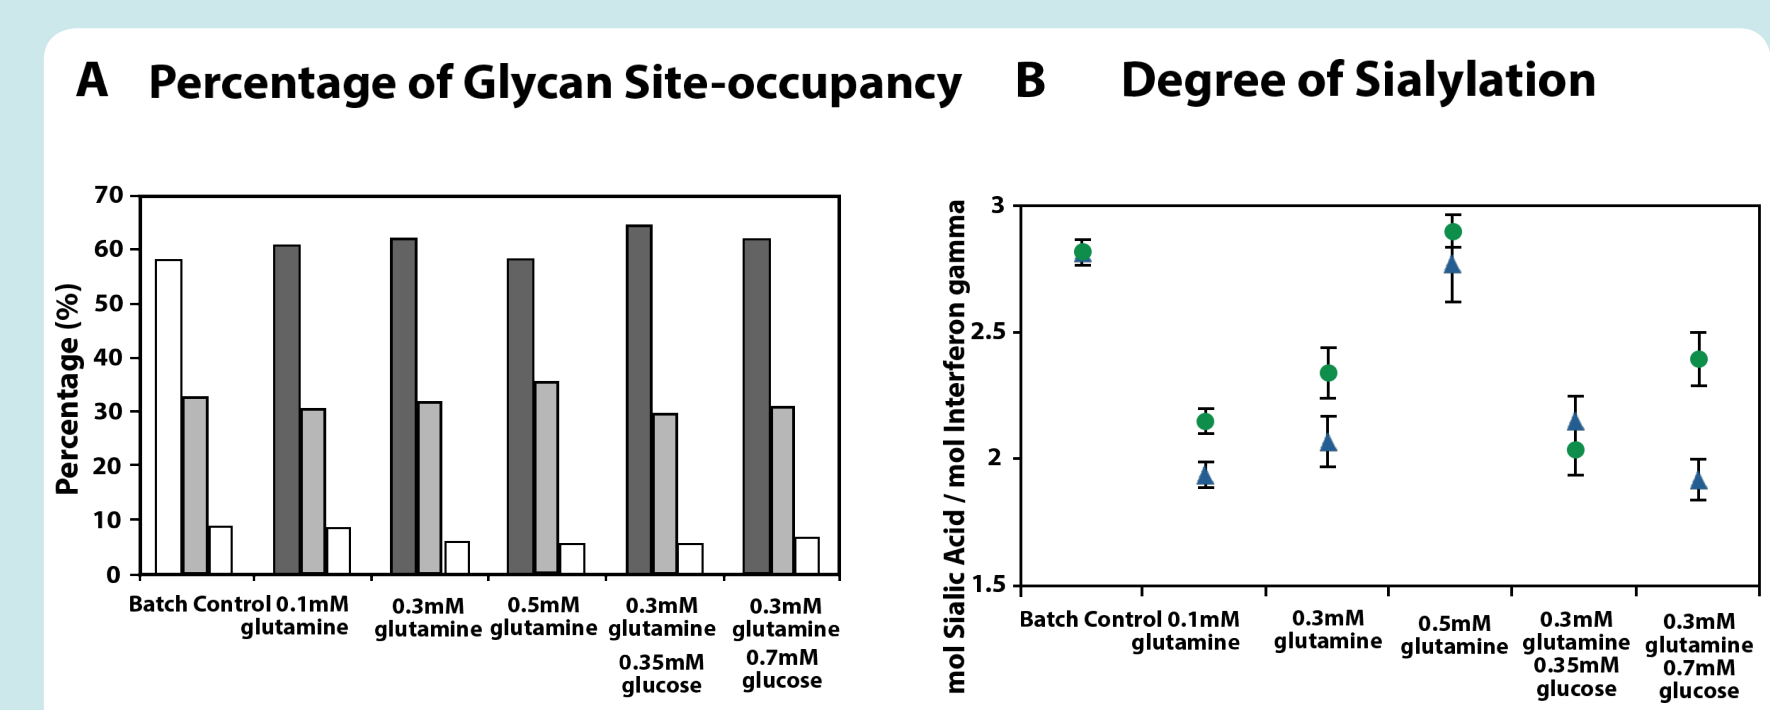 A Percentage of Glycan Site-occupancy
Percentage (%)
70
60
50
40
30
20
10
0
Batch Control
0.1mM
glutamine
0.3mM
glutamine
0.5mM
glutamine
0.3mM
glutamine
0.35mM
glucose
0.3mM
glutamine
0.7mM
glucose
B Degree of Sialylation
mol Sialic Acid / mol Interferon gamma
3
2.5
2
1.5
Batch Control
0.1mM
glutamine
0.3mM
glutamine
0.5mM
glutamine
0.3mM
glutamine
0.35mM
glucose
0.3mM
glutamine
0.7mM
glucose